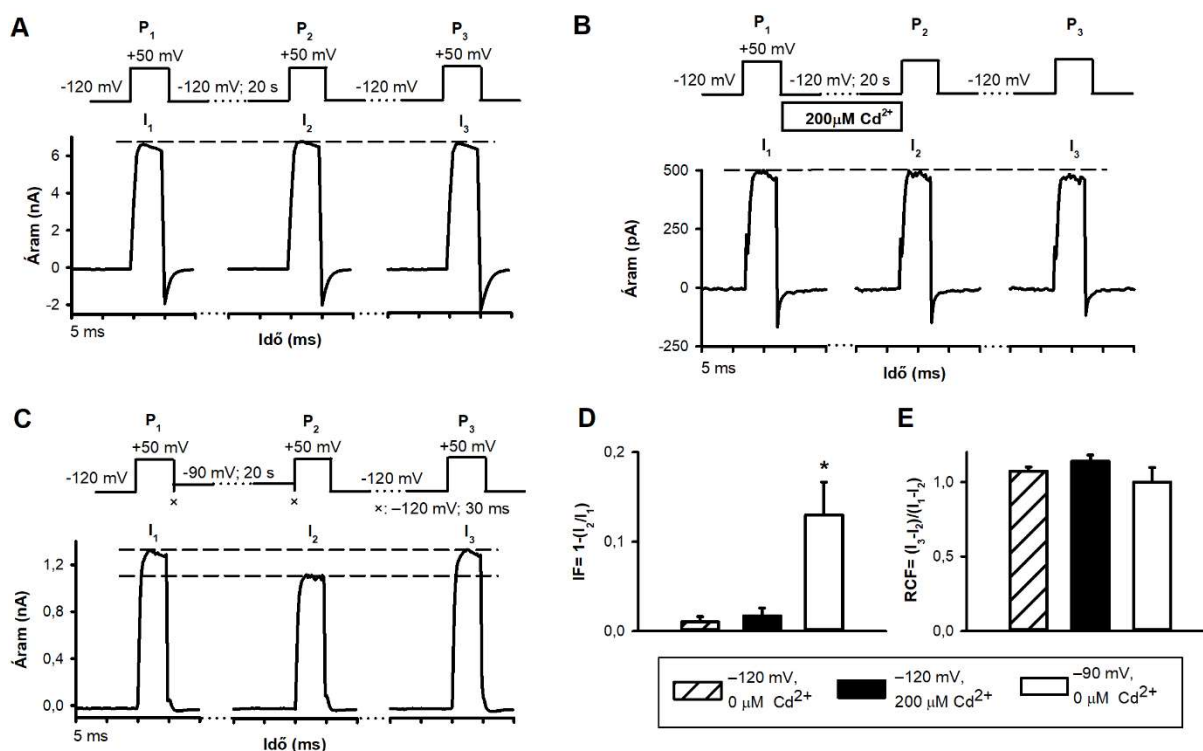 A
P1 P2 P3
+50 mV +50 mV +50 mV
-120 mV -120 mV; 20 s -120 mV
I1 I2 I3
6
4
2
0
-2
Áram (nA)
5 ms
Idő (ms)
B
P1 P2 P3
+50 mV
-120 mV -120 mV; 20 s -120 mV
200µM Cd2+
I1 I2 I3
500
250
0
-250
Áram (pA)
5 ms
Idő (ms)
C
P1 P2 P3
+50 mV +50 mV +50 mV
-120 mV -90 mV; 20 s -120 mV
× ×
×: –120 mV; 30 ms
I1 I2 I3
1,2
0,8
0,4
0,0
Áram (nA)
5 ms
Idő (ms)
D
0,2
0,1
0,0
IF= 1-(I2/I1)
*
E
1,0
1,0
0,0
RCF= (I3-I2)/(I1-I2)
–120 mV,
0 µM Cd2+
–120 mV,
200 µM Cd2+
–90 mV,
0 µM Cd2+